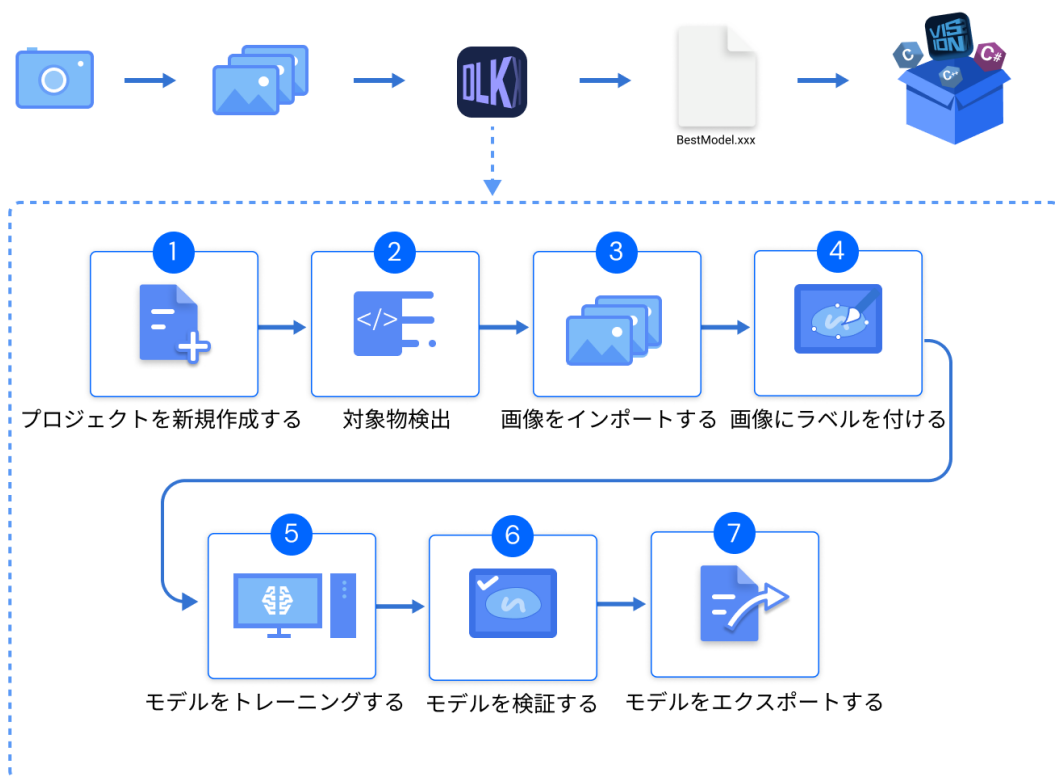 DLK
BestModel.xxx
VISION
C
C#
C++
1
2
3
4
</>
プロジェクトを新規作成する
対象物検出
画像をインポートする
画像にラベルを付ける
5
6
7
モデルをトレーニングする
モデルを検証する
モデルをエクスポートする